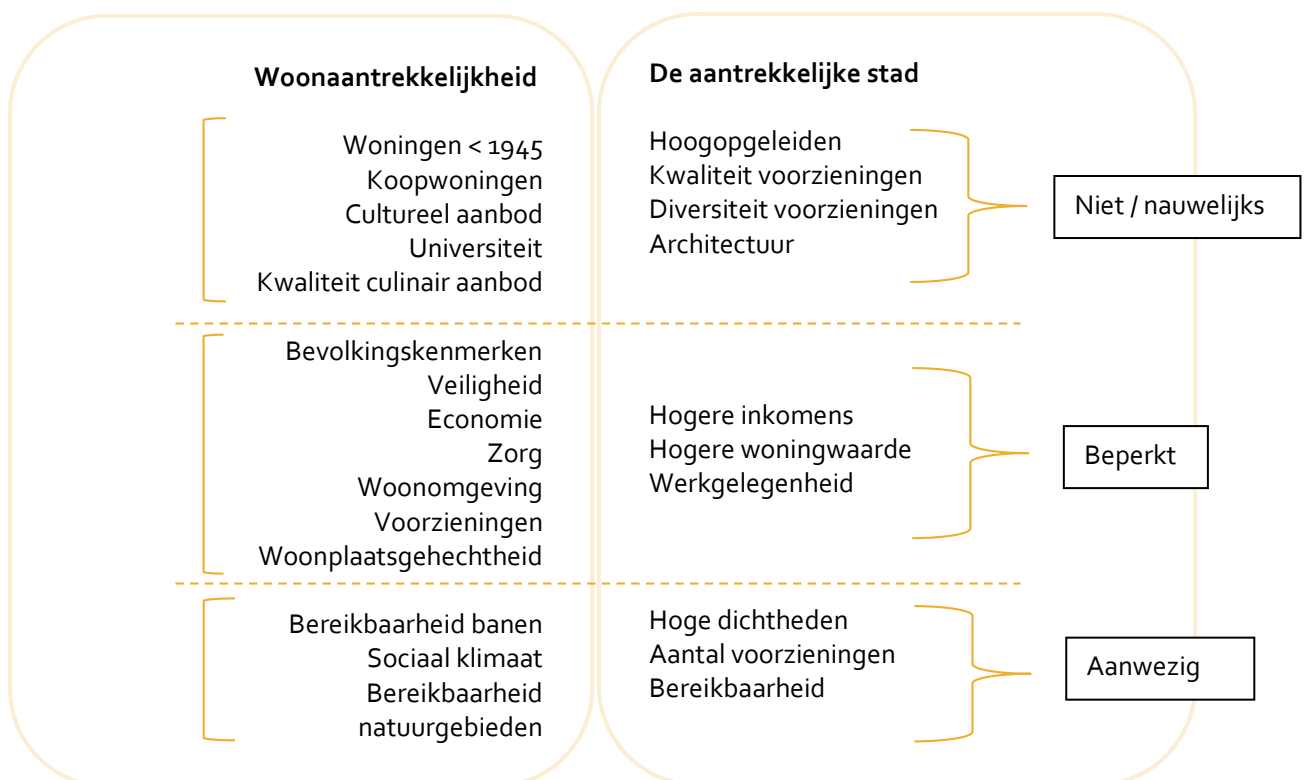 Woonaantrekkelijkheid
Woningen < 1945
Koopwoningen
Cultureel aanbod
Universiteit
Kwaliteit culinair aanbod
Bevolkingskenmerken
Veiligheid
Economie
Zorg
Woonomgeving
Voorzieningen
Woonplaatsgehechtheid
Bereikbaarheid banen
Sociaal klimaat
Bereikbaarheid
natuurgebieden
De aantrekkelijke stad
Hoogopgeleiden
Kwaliteit voorzieningen
Diversiteit voorzieningen
Architectuur
Hogere inkomens
Hogere woningwaarde
Werkgelegenheid
Hoge dichtheden
Aantal voorzieningen
Bereikbaarheid
Niet / nauwelijks
Beperkt
Aanwezig